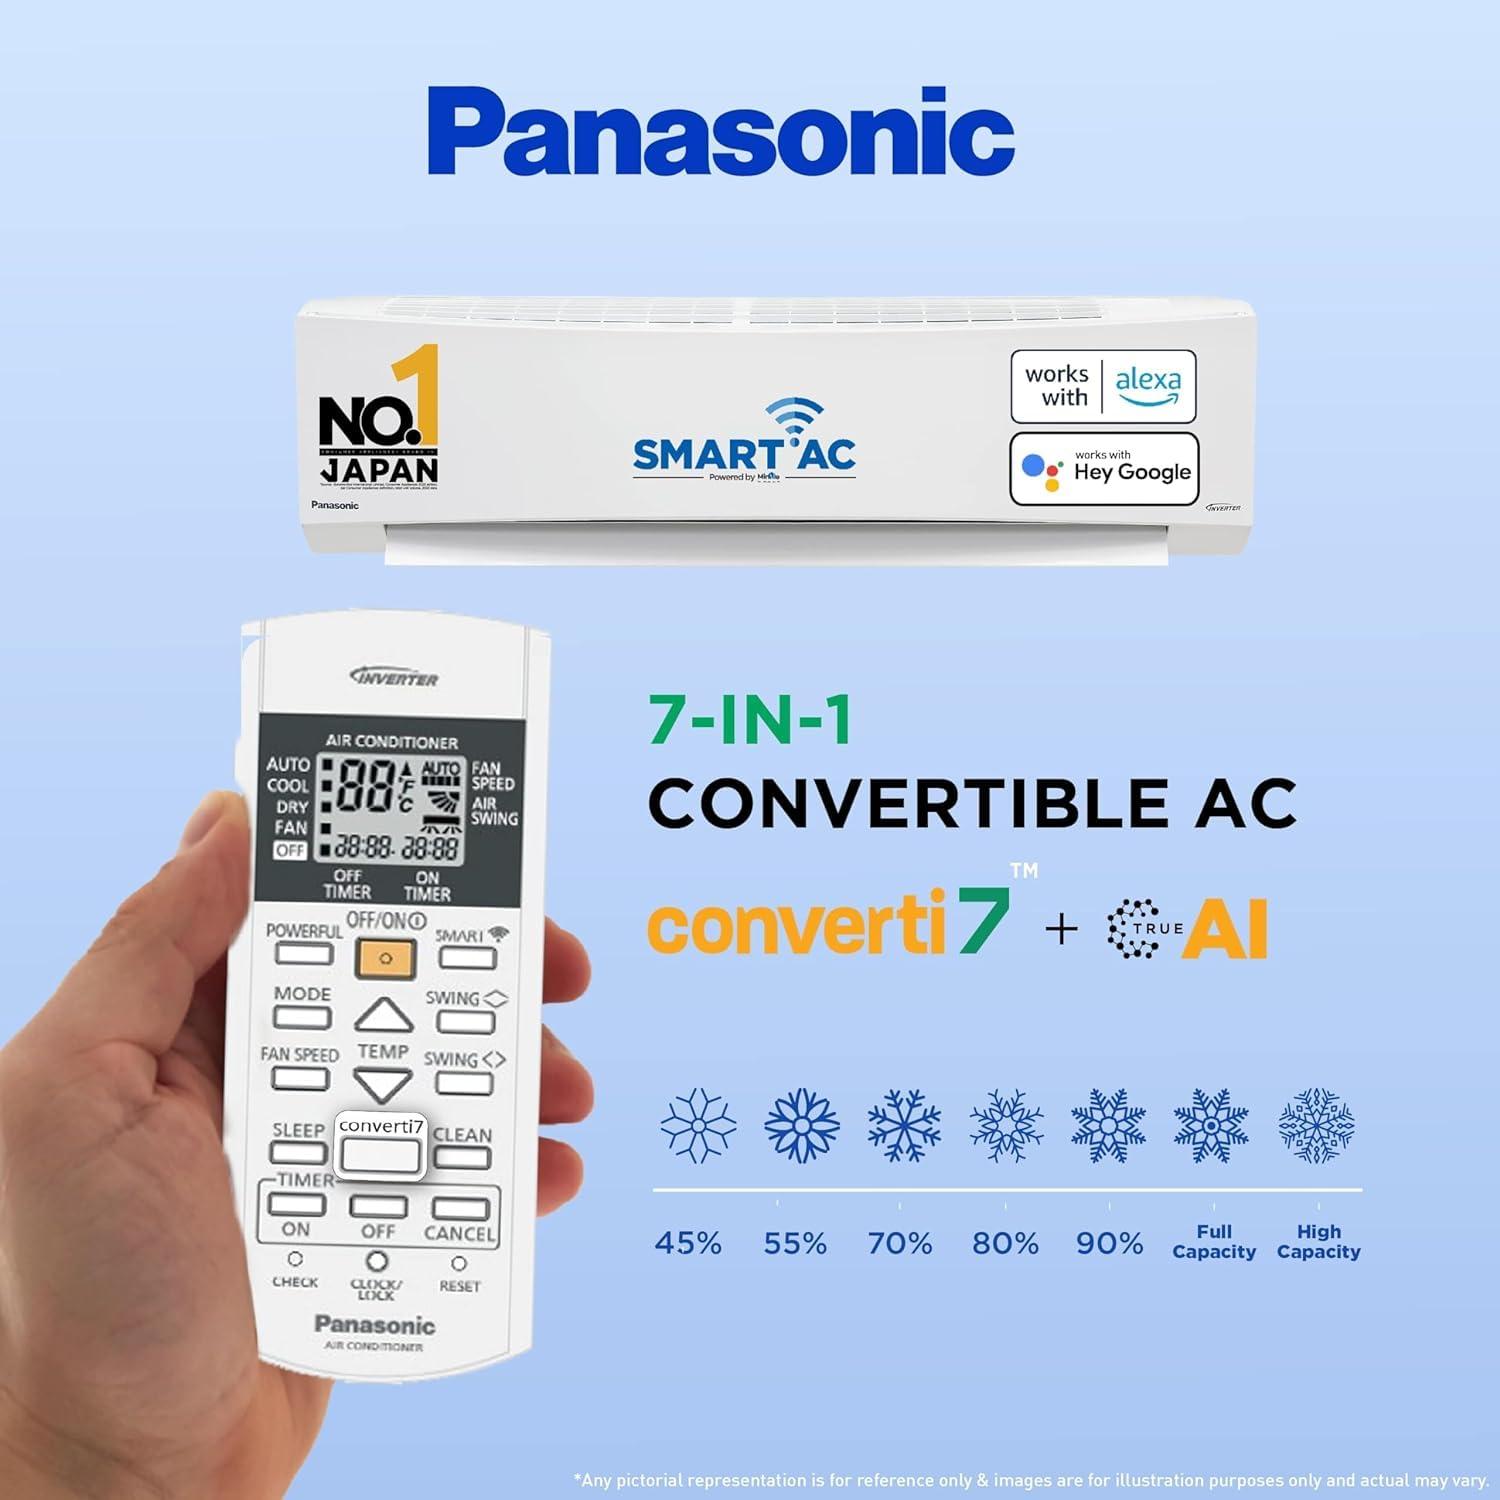 Panasonic
NO.1
JAPAN
Panasonic
SMART AC
Powered by
works with alexa
works with
Hey Google
INVERTER
INVERTER
AIR CONDITIONER
AUTO
COOL
DRY
FAN
OFF
88 °F °C
AUTO
FAN SPEED
AIR SWING
88:88- 88:88
OFF TIMER
ON TIMER
OFF/ON
POWERFUL
SMART
MODE
SWING
FAN SPEED
TEMP
SWING
SLEEP
converti7
CLEAN
TIMER
ON
OFF
CANCEL
CHECK
CLOCK/
LOCK
RESET
Panasonic
AIR CONDITIONER
7-IN-1
CONVERTIBLE AC
converti7™ + TRUE AI
45% 55% 70% 80% 90% Full Capacity High Capacity
*Any pictorial representation is for reference only & images are for illustration purposes only and actual may vary.